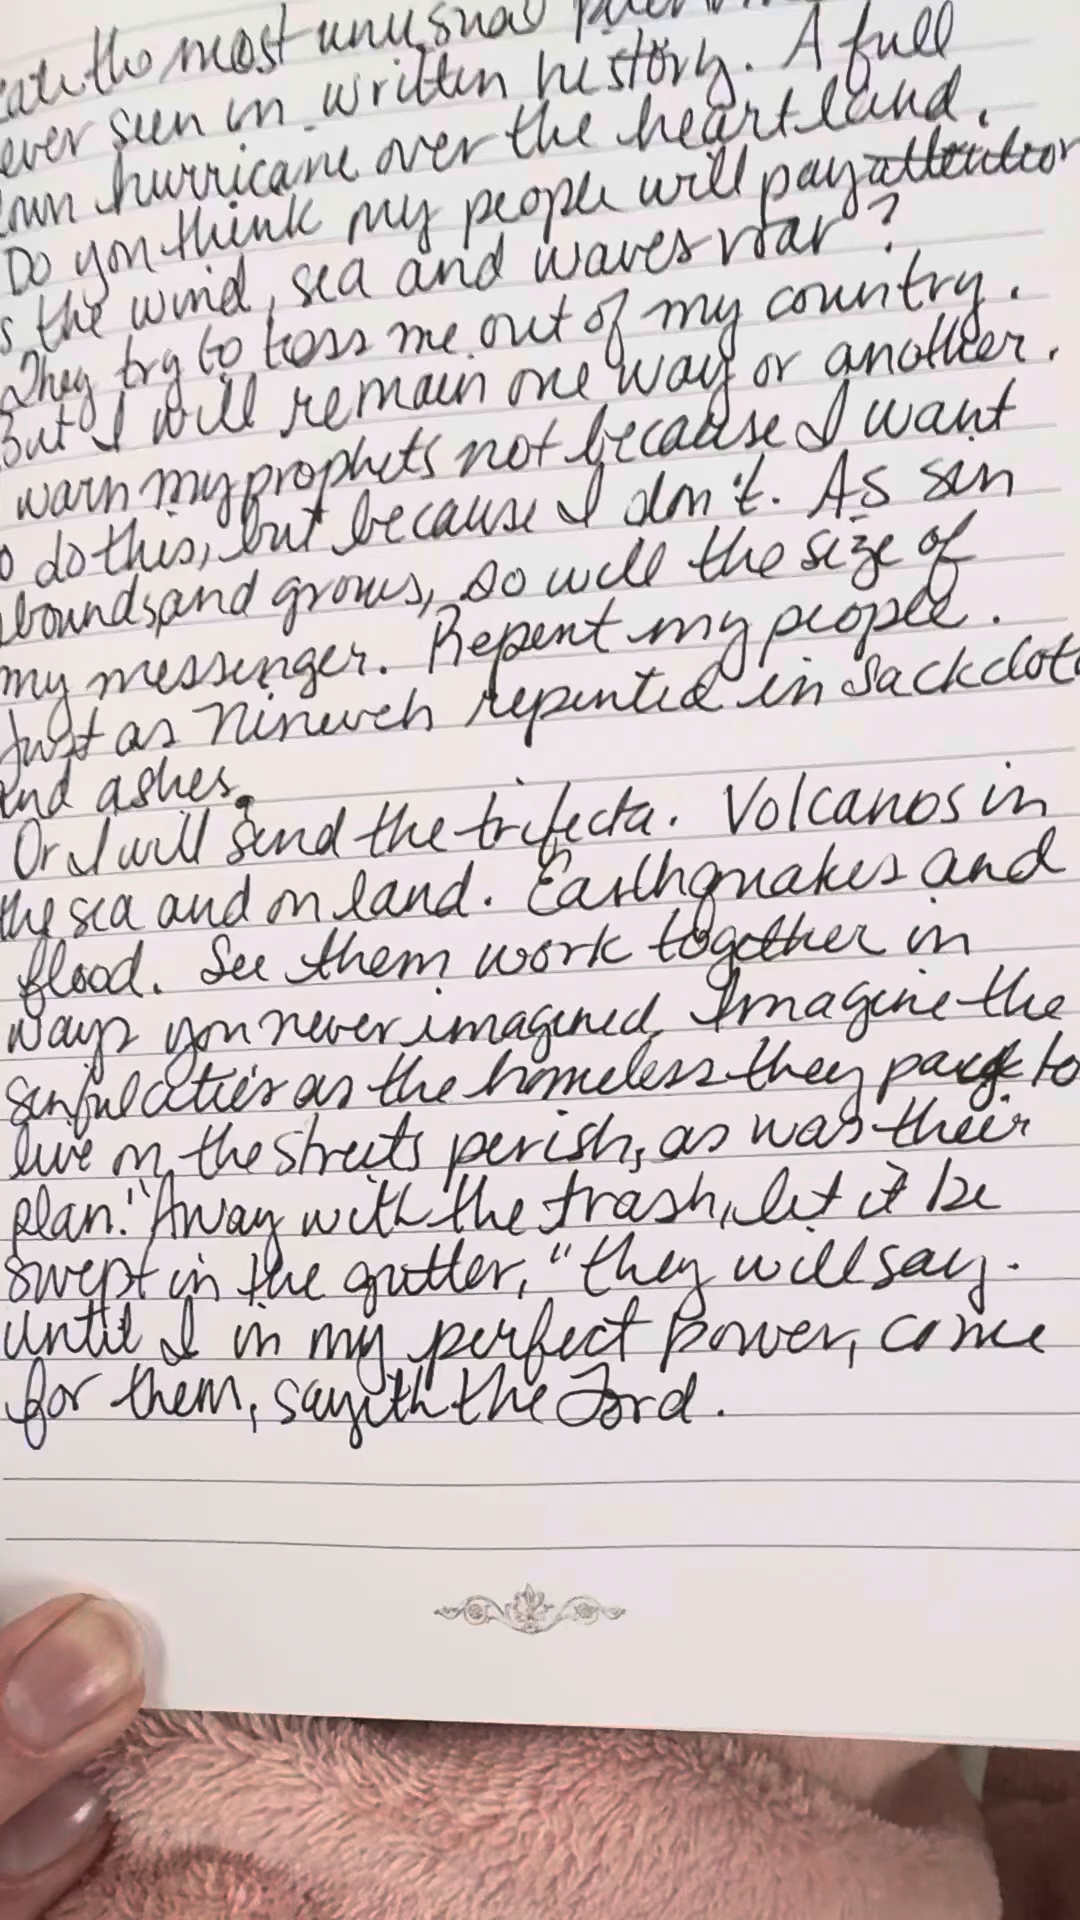 the most unusual
ever seen in written history. A full
own hurricane over the heartland.
Do you think my people will pay attention
s the wind, sea and waves roar?
They try to toss me out of my country.
But I will remain one way or another.
warn my prophets not because I want
o do this, but because I don't. As sin
bounds, and grows, so will the size of
my messenger. Repent my people.
Just as Nineveh repented in sackclot
and ashes.
Or I will send the trifecta. Volcanos in
the sea and on land. Earthquakes and
flood. See them work together in
ways you never imagined. Imagine the
sinful cities as the homeless they pay to
live on the streets perish, as was their
plan. "Away with the trash, let it be
swept in the gutter," they will say.
Until I in my perfect power, come
for them, sayith the Lord.